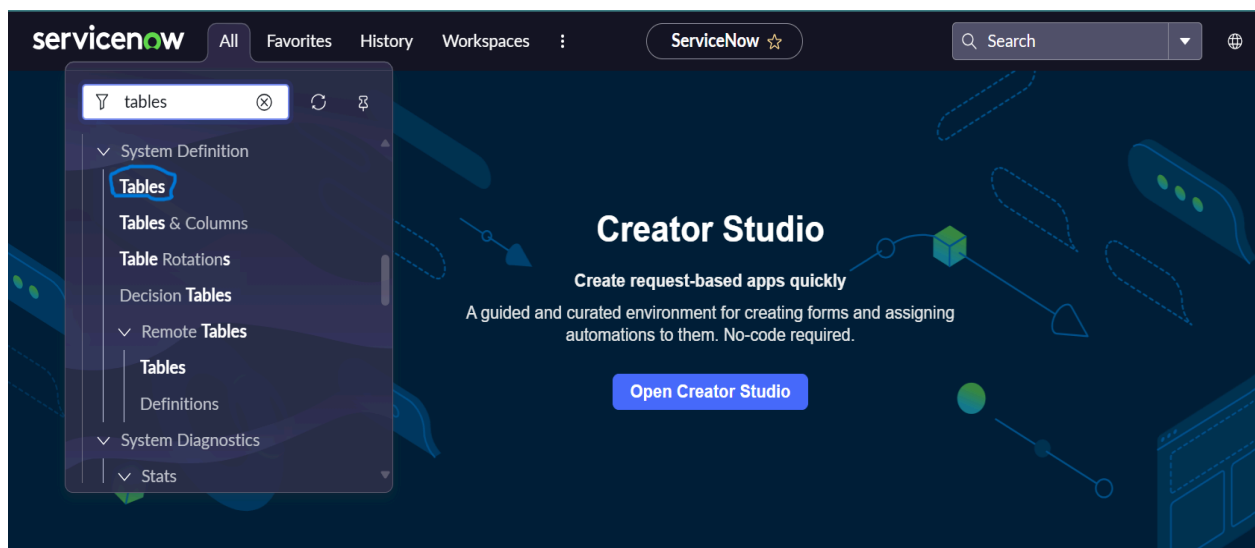 servicenow All Favorites History Workspaces ServiceNow Search
tables
System Definition
Tables
Tables & Columns
Table Rotations
Decision Tables
Remote Tables
Tables
Definitions
System Diagnostics
Stats
Creator Studio
Create request-based apps quickly
A guided and curated environment for creating forms and assigning
automations to them. No-code required.
Open Creator Studio